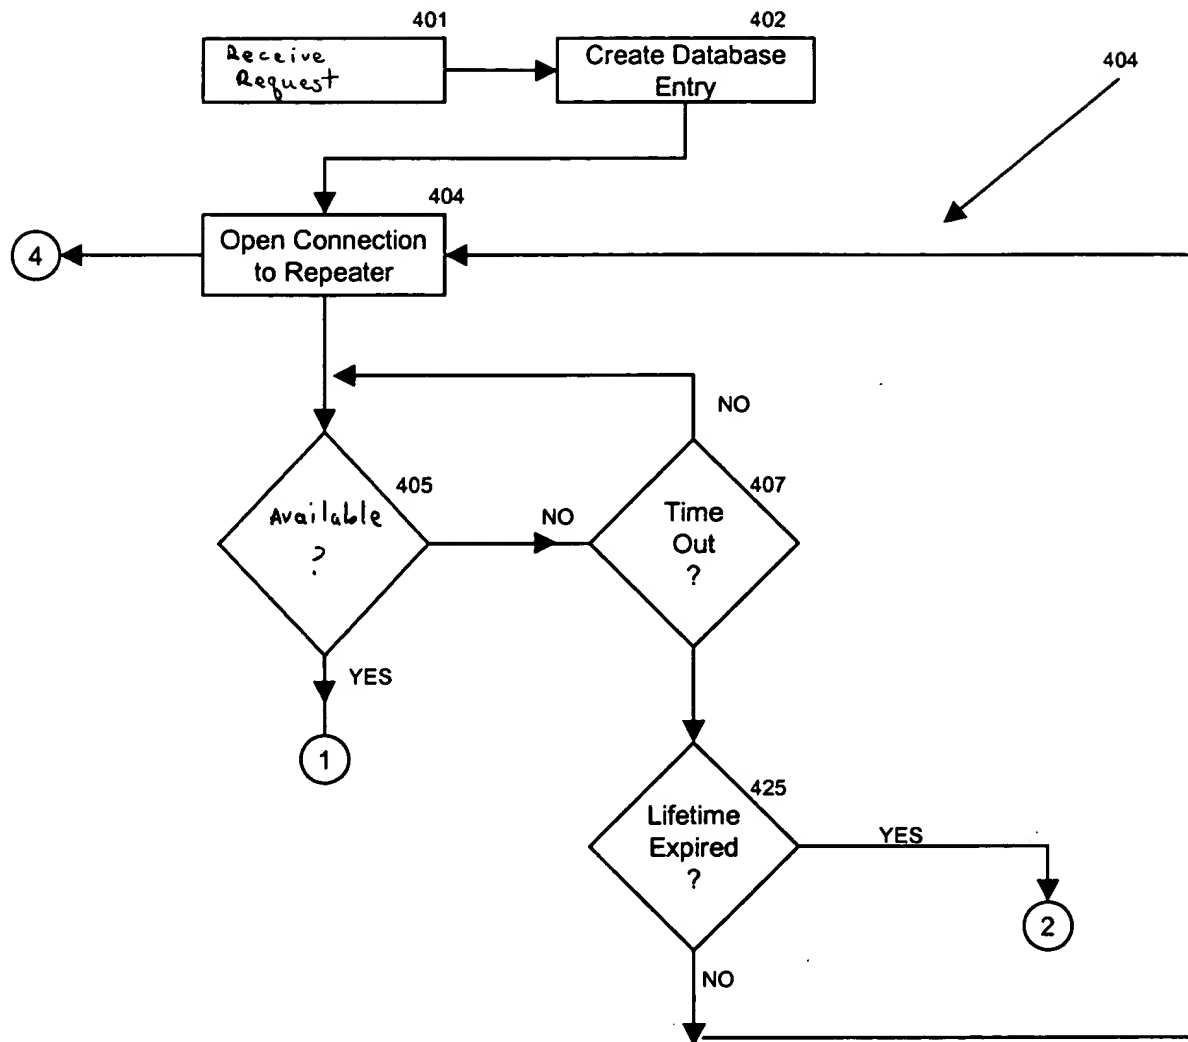 401
Receive
Request
402
Create Database
Entry
404
404
Open Connection
to Repeater
4
NO
405
Available
?
NO
407
Time
Out
?
YES
1
425
Lifetime
Expired
?
YES
2
NO